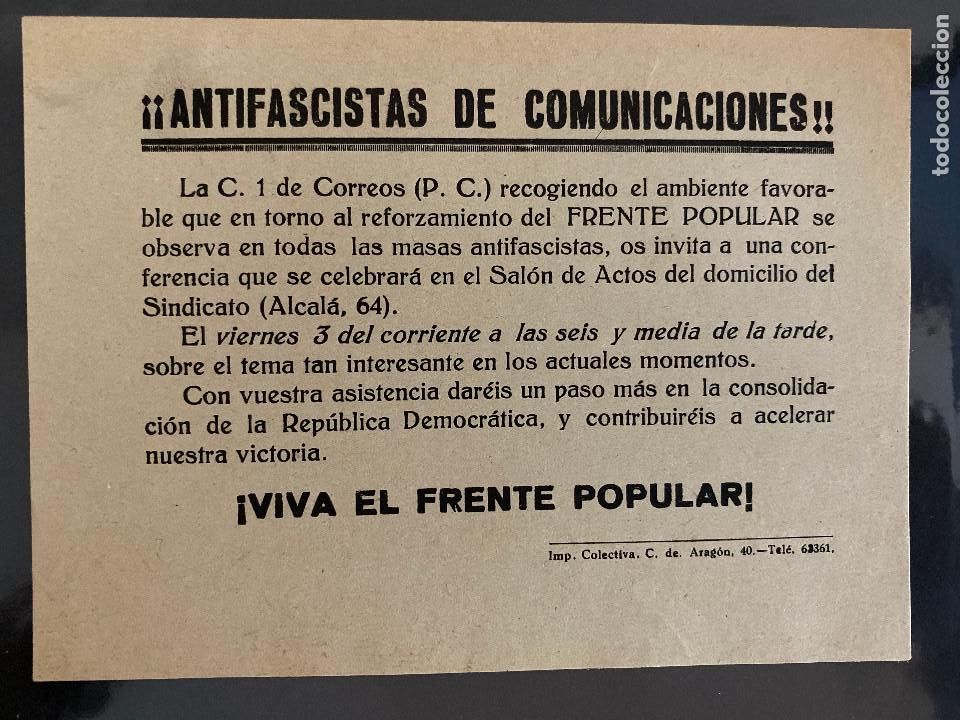 ¡¡ANTIFASCISTAS DE COMUNICACIONES!!
La C. 1 de Correos (P. C.) recogiendo el ambiente favora-
ble que en torno al reforzamiento del FRENTE POPULAR se
observa en todas las masas antifascistas, os invita a una con-
ferencia que se celebrará en el Salón de Actos del domicilio del
Sindicato (Alcalá, 64).
El viernes 3 del corriente a las seis y media de la tarde,
sobre el tema tan interesante en los actuales momentos.
Con vuestra asistencia daréis un paso más en la consolida-
ción de la República Democrática, y contribuiréis a acelerar
nuestra victoria.
¡VIVA EL FRENTE POPULAR!
Imp. Colectiva. C. de. Aragón, 40.—Telé.
todocoleccion